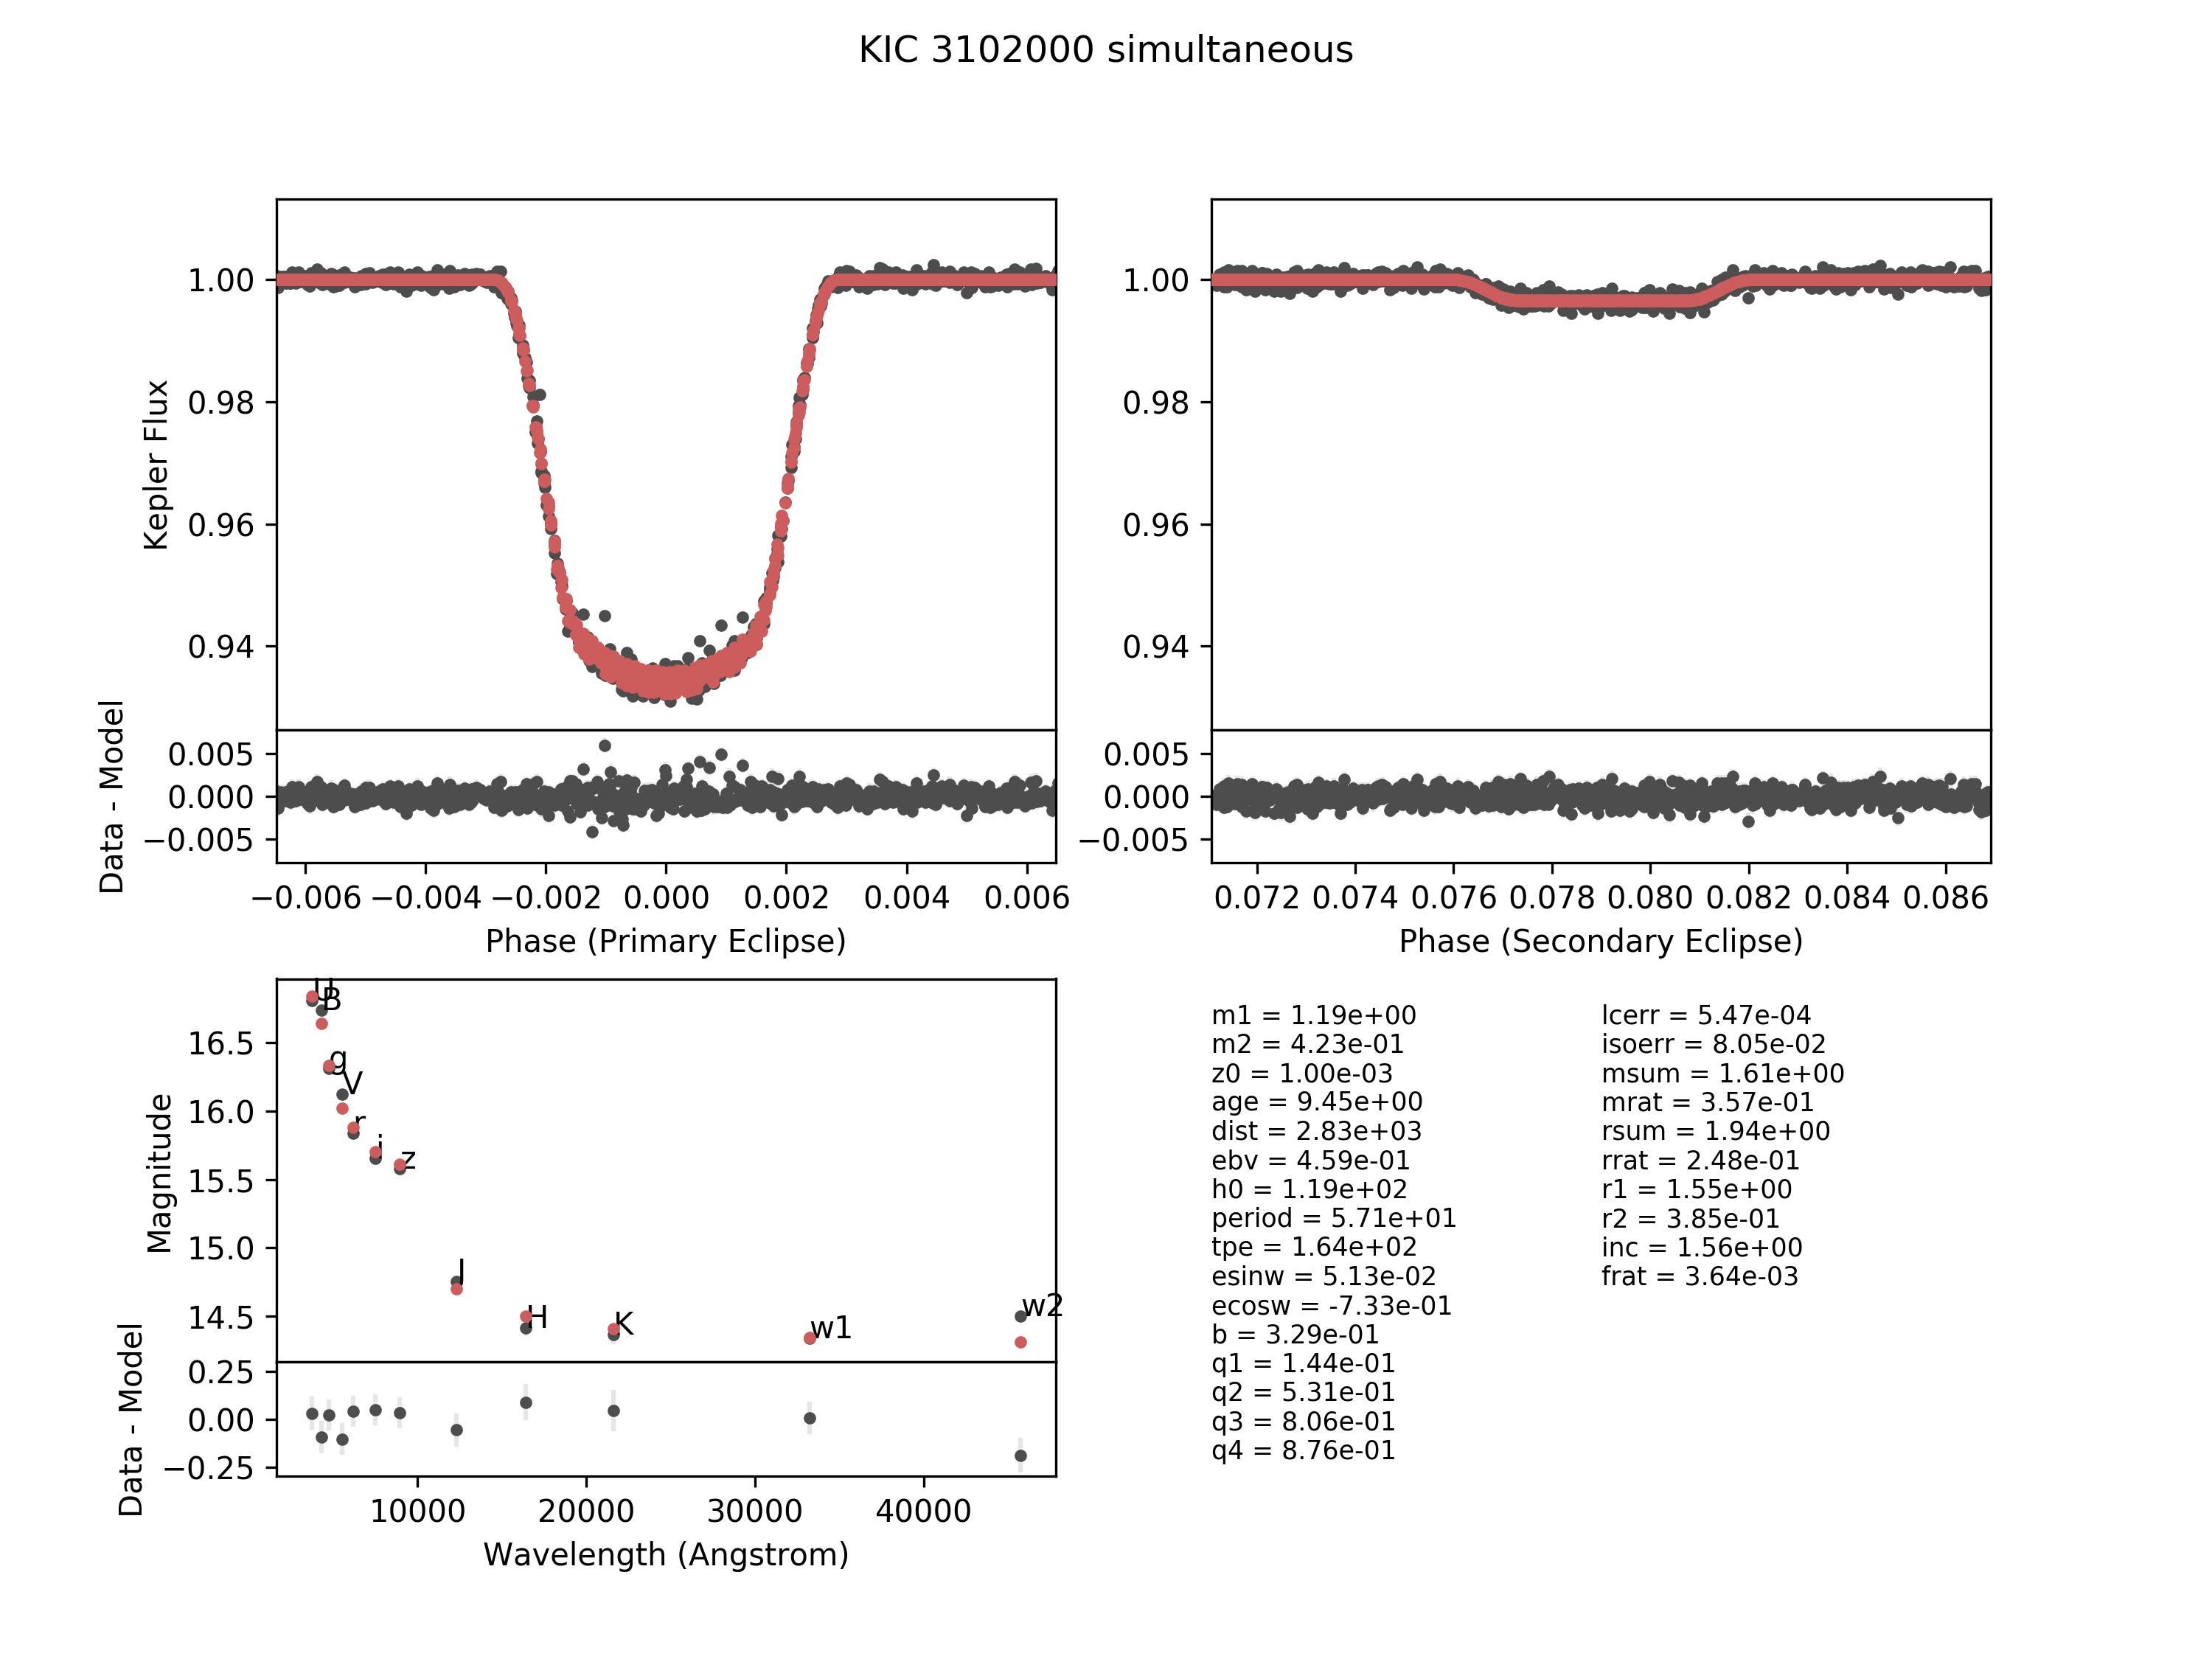 KIC 3102000 simultaneous
Kepler Flux
1.00
0.98
0.96
0.94
1.00
0.98
0.96
0.94
Data - Model
0.005
0.000
−0.005
0.005
0.000
−0.005
−0.006 −0.004 −0.002 0.000 0.002 0.004 0.006
0.072 0.074 0.076 0.078 0.080 0.082 0.084 0.086
Phase (Primary Eclipse)
Phase (Secondary Eclipse)
Magnitude
16.5
16.0
15.5
15.0
14.5
U
B
g
V
r
i
z
J
H
K
w1
w2
Data - Model
0.25
0.00
−0.25
10000 20000 30000 40000
Wavelength (Angstrom)
m1 = 1.19e+00
m2 = 4.23e-01
z0 = 1.00e-03
age = 9.45e+00
dist = 2.83e+03
ebv = 4.59e-01
h0 = 1.19e+02
period = 5.71e+01
tpe = 1.64e+02
esinw = 5.13e-02
ecosw = -7.33e-01
b = 3.29e-01
q1 = 1.44e-01
q2 = 5.31e-01
q3 = 8.06e-01
q4 = 8.76e-01
lcerr = 5.47e-04
isoerr = 8.05e-02
msum = 1.61e+00
mrat = 3.57e-01
rsum = 1.94e+00
rrat = 2.48e-01
r1 = 1.55e+00
r2 = 3.85e-01
inc = 1.56e+00
frat = 3.64e-03